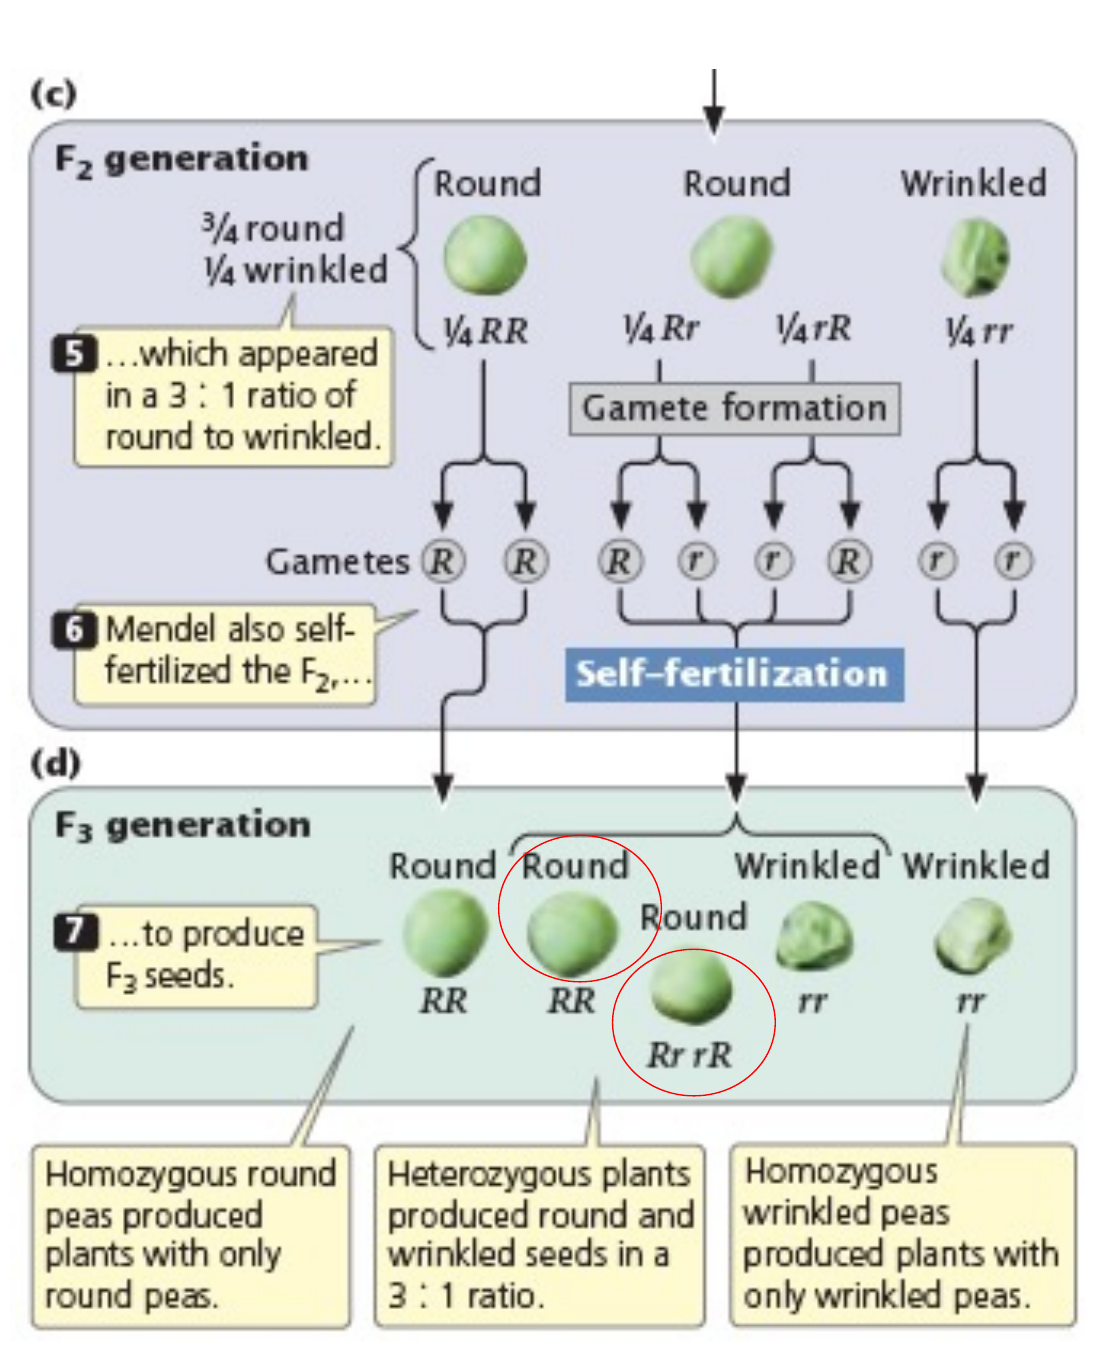 (c)
F₂ generation
Round
Round
Wrinkled
¾ round
¼ wrinkled
¼ RR
¼ Rr
¼ rR
¼ rr
5 ...which appeared
in a 3 : 1 ratio of
round to wrinkled.
Gamete formation
Gametes R R R r r R r r
6 Mendel also self-
fertilized the F₂,...
Self–fertilization
(d)
F₃ generation
Round
Round
Wrinkled
Wrinkled
Round
7 ...to produce
F₃ seeds.
RR
RR
rr
rr
Rr rR
Homozygous round
peas produced
plants with only
round peas.
Heterozygous plants
produced round and
wrinkled seeds in a
3 : 1 ratio.
Homozygous
wrinkled peas
produced plants with
only wrinkled peas.